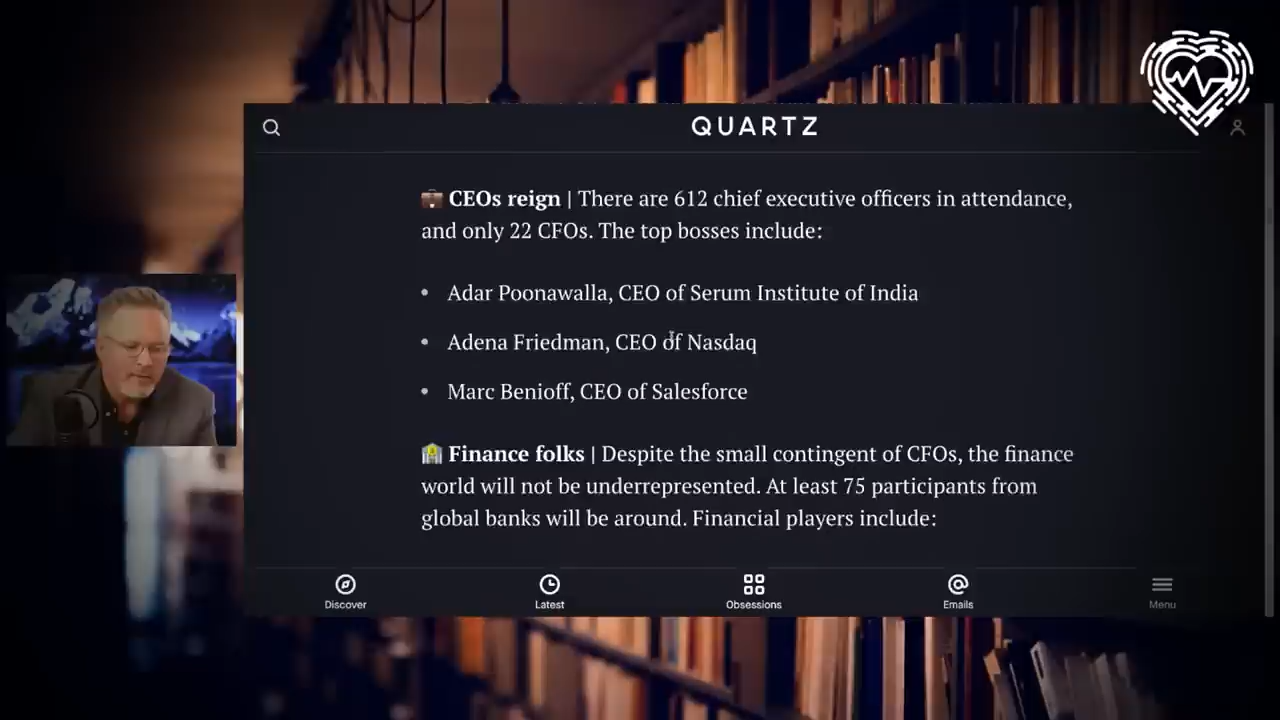 QUARTZ
CEOs reign | There are 612 chief executive officers in attendance,
and only 22 CFOs. The top bosses include:
• Adar Poonawalla, CEO of Serum Institute of India
• Adena Friedman, CEO of Nasdaq
• Marc Benioff, CEO of Salesforce
Finance folks | Despite the small contingent of CFOs, the finance
world will not be underrepresented. At least 75 participants from
global banks will be around. Financial players include:
Discover Latest Obsessions Emails Menu